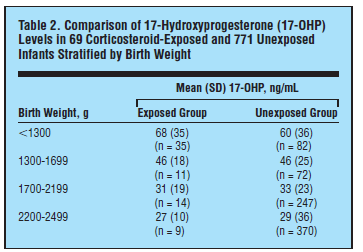 Table 2. Comparison of 17-Hydroxyprogesterone (17-OHP)
Levels in 69 Corticosteroid-Exposed and 771 Unexposed
Infants Stratified by Birth Weight
Mean (SD) 17-OHP, ng/mL
Birth Weight, g Exposed Group Unexposed Group
<1300 68 (35) 60 (36)
(n = 35) (n = 82)
1300-1699 46 (18) 46 (25)
(n = 11) (n = 72)
1700-2199 31 (19) 33 (23)
(n = 14) (n = 247)
2200-2499 27 (10) 29 (36)
(n = 9) (n = 370)